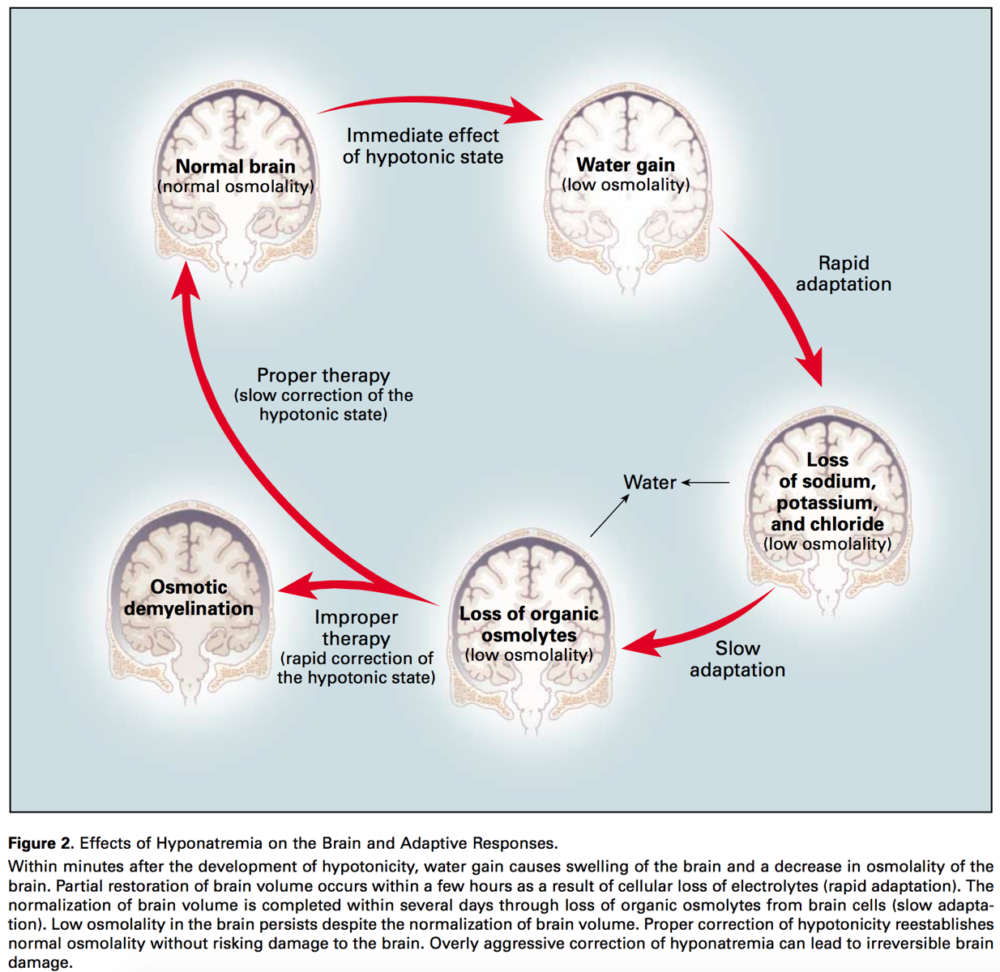 Normal brain
(normal osmolality)
Immediate effect
of hypotonic state
Water gain
(low osmolality)
Rapid
adaptation
Loss
of sodium,
potassium,
and chloride
(low osmolality)
Water
Slow
adaptation
Loss of organic
osmolytes
(low osmolality)
Proper therapy
(slow correction of the
hypotonic state)
Improper
therapy
(rapid correction of
the hypotonic state)
Osmotic
demyelination
Figure 2. Effects of Hyponatremia on the Brain and Adaptive Responses.
Within minutes after the development of hypotonicity, water gain causes swelling of the brain and a decrease in osmolality of the
brain. Partial restoration of brain volume occurs within a few hours as a result of cellular loss of electrolytes (rapid adaptation). The
normalization of brain volume is completed within several days through loss of organic osmolytes from brain cells (slow adapta-
tion). Low osmolality in the brain persists despite the normalization of brain volume. Proper correction of hypotonicity reestablishes
normal osmolality without risking damage to the brain. Overly aggressive correction of hyponatremia can lead to irreversible brain
damage.